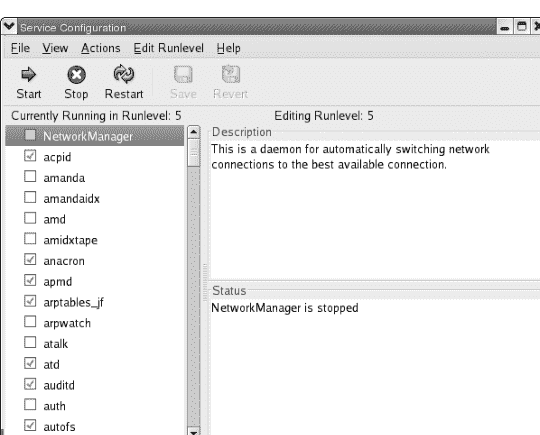 Service Configuration
File View Actions Edit Runlevel Help
Start Stop Restart Save Revert
Currently Running in Runlevel: 5 Editing Runlevel: 5
NetworkManager
acpid
amanda
amandaidx
amd
amidxtape
anacron
apmd
arptables_jf
arpwatch
atalk
atd
auditd
auth
autofs
Description
This is a daemon for automatically switching network
connections to the best available connection.
Status
NetworkManager is stopped